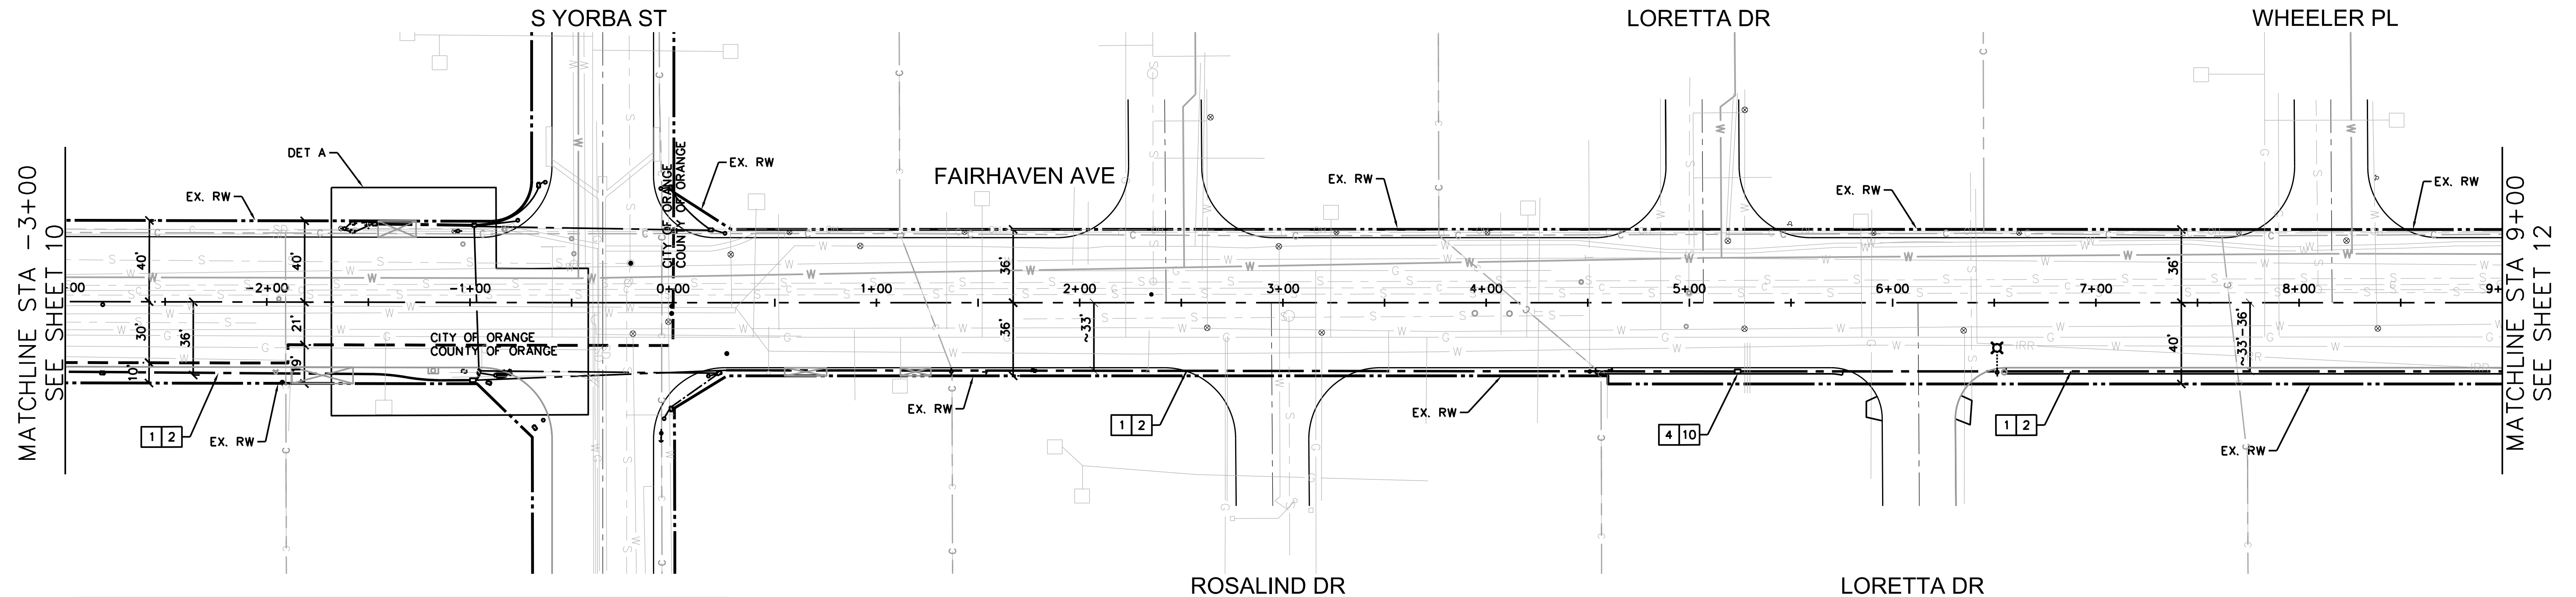 S YORBA ST
LORETTA DR
WHEELER PL
DET A
EX. RW
EX. RW
FAIRHAVEN AVE
EX. RW
EX. RW
EX. RW
MATCHLINE STA -3+00
SEE SHEET 10
CITY OF ORANGE
COUNTY OF ORANGE
MATCHLINE STA 9+00
SEE SHEET 12
40'
40'
36'
36'
00
-2+00
-1+00
0+00
1+00
2+00
3+00
4+00
5+00
6+00
7+00
8+00
9+
30'
36'
21'
36'
~33'
40'
~33'-36'
CITY OF ORANGE
COUNTY OF ORANGE
10'
9'
1 2
EX. RW
EX. RW
1 2
EX. RW
4 10
1 2
EX. RW
ROSALIND DR
LORETTA DR